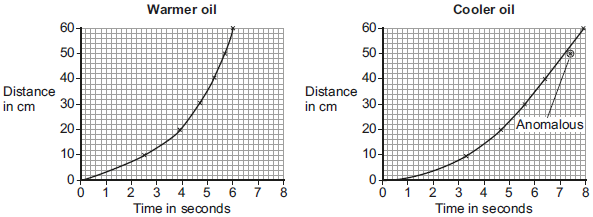 Warmer oil
60
50
40
30
20
10
0
Distance
in cm
0 1 2 3 4 5 6 7 8
Time in seconds
Cooler oil
60
50
40
30
20
10
0
Distance
in cm
Anomalous
0 1 2 3 4 5 6 7 8
Time in seconds